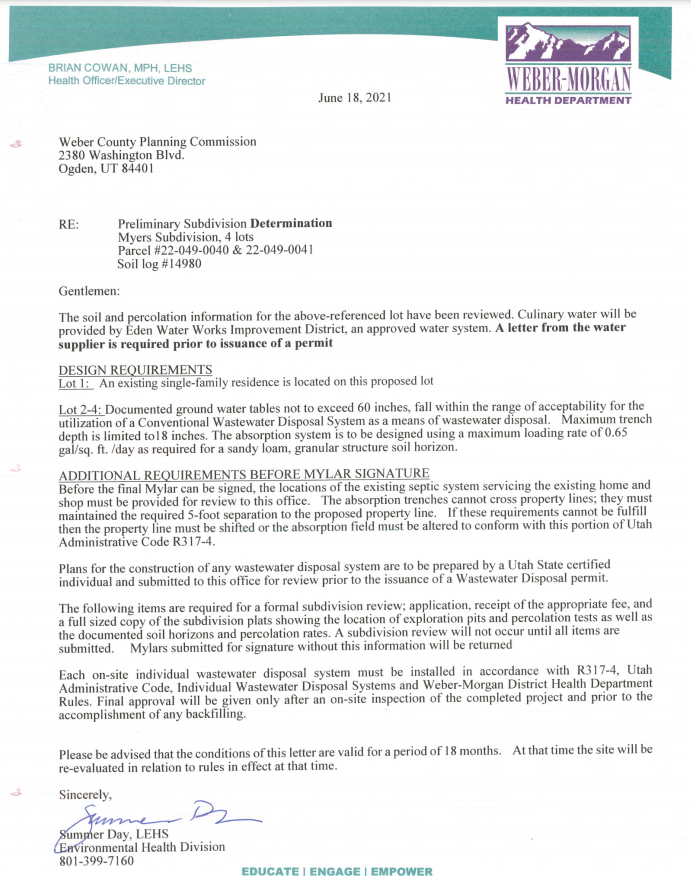 BRIAN COWAN, MPH, LEHS
Health Officer/Executive Director
WEBER-MORGAN
HEALTH DEPARTMENT
June 18, 2021
Weber County Planning Commission
2380 Washington Blvd.
Ogden, UT 84401
RE: Preliminary Subdivision Determination
Myers Subdivision, 4 lots
Parcel #22-049-0040 & 22-049-0041
Soil log #14980
Gentlemen:
The soil and percolation information for the above-referenced lot have been reviewed. Culinary water will be
provided by Eden Water Works Improvement District, an approved water system. A letter from the water
supplier is required prior to issuance of a permit
DESIGN REQUIREMENTS
Lot 1: An existing single-family residence is located on this proposed lot
Lot 2-4: Documented ground water tables not to exceed 60 inches, fall within the range of acceptability for the
utilization of a Conventional Wastewater Disposal System as a means of wastewater disposal. Maximum trench
depth is limited to18 inches. The absorption system is to be designed using a maximum loading rate of 0.65
gal/sq. ft. /day as required for a sandy loam, granular structure soil horizon.
ADDITIONAL REQUIREMENTS BEFORE MYLAR SIGNATURE
Before the final Mylar can be signed, the locations of the existing septic system servicing the existing home and
shop must be provided for review to this office. The absorption trenches cannot cross property lines; they must
maintained the required 5-foot separation to the proposed property line. If these requirements cannot be fulfill
then the property line must be shifted or the absorption field must be altered to conform with this portion of Utah
Administrative Code R317-4.
Plans for the construction of any wastewater disposal system are to be prepared by a Utah State certified
individual and submitted to this office for review prior to the issuance of a Wastewater Disposal permit.
The following items are required for a formal subdivision review; application, receipt of the appropriate fee, and
a full sized copy of the subdivision plats showing the location of exploration pits and percolation tests as well as
the documented soil horizons and percolation rates. A subdivision review will not occur until all items are
submitted. Mylars submitted for signature without this information will be returned
Each on-site individual wastewater disposal system must be installed in accordance with R317-4, Utah
Administrative Code, Individual Wastewater Disposal Systems and Weber-Morgan District Health Department
Rules. Final approval will be given only after an on-site inspection of the completed project and prior to the
accomplishment of any backfilling.
Please be advised that the conditions of this letter are valid for a period of 18 months. At that time the site will be
re-evaluated in relation to rules in effect at that time.
Sincerely,
Summer Day
Summer Day, LEHS
Environmental Health Division
801-399-7160
EDUCATE | ENGAGE | EMPOWER